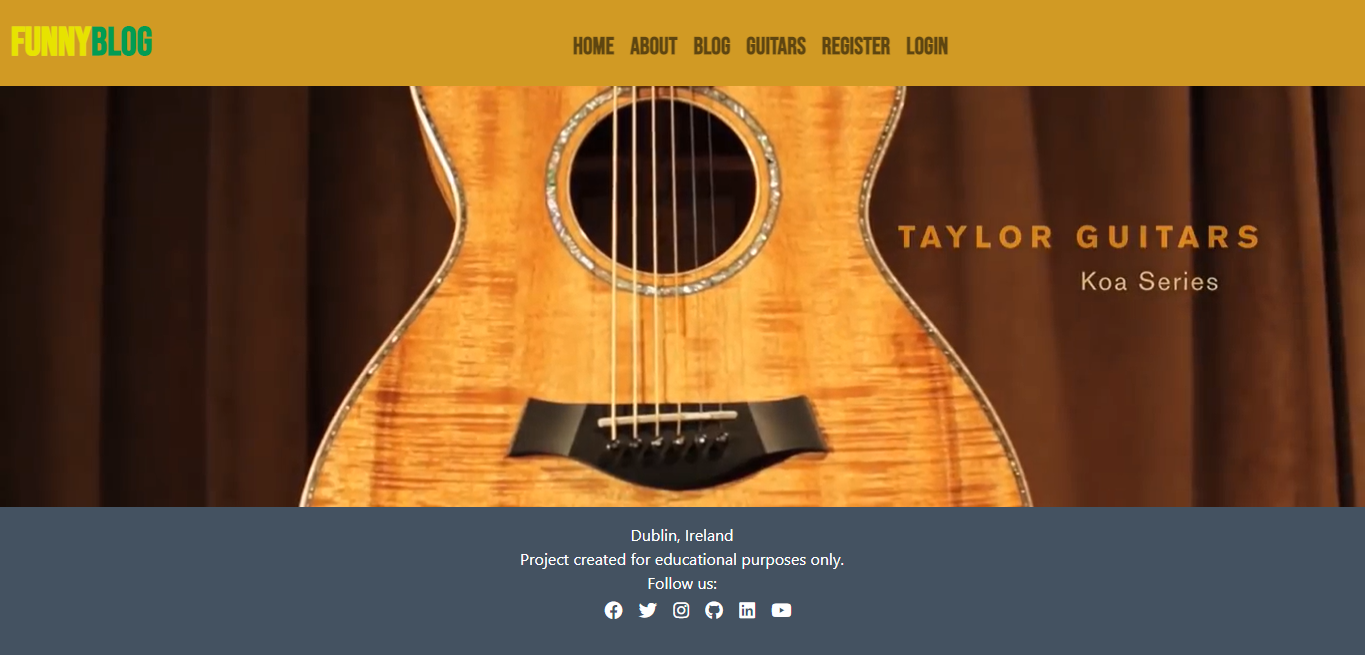 FUNNYBLOG
HOME ABOUT BLOG GUITARS REGISTER LOGIN
TAYLOR GUITARS
Koa Series
Dublin, Ireland
Project created for educational purposes only.
Follow us: